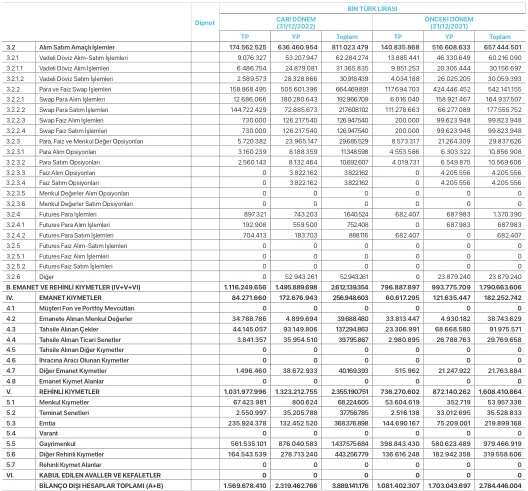 BİN TÜRK LİRASI
Dipnot CARİ DÖNEM (31/12/2022) ÖNCEKİ DÖNEM (31/12/2021)
TP YP Toplam TP YP Toplam
3.2 Alım Satım Amaçlı İşlemler 174.562.525 636.460.954 811.023.479 140.835.868 516.608.633 657.444.501
3.2.1 Vadeli Döviz Alım-Satım İşlemleri 9.076.327 53.207.947 62.284.274 13.885.441 46.330.649 60.216.090
3.2.1.1 Vadeli Döviz Alım İşlemleri 6.486.754 24.879.081 31.365.835 9.851.253 20.305.444 30.156.697
3.2.1.2 Vadeli Döviz Satım İşlemleri 2.589.573 28.328.866 30.918.439 4.034.188 26.025.205 30.059.393
3.2.2 Para ve Faiz Swap İşlemleri 158.868.495 505.601.396 664.469.891 117.694.703 424.446.452 542.141.155
3.2.2.1 Swap Para Alım İşlemleri 12.686.066 180.280.643 192.966.709 6.016.040 158.921.467 164.937.507
3.2.2.2 Swap Para Satım İşlemleri 144.722.429 72.885.673 217.608.102 111.278.663 66.277.089 177.555.752
3.2.2.3 Swap Faiz Alım İşlemleri 730.000 126.217.540 126.947.540 200.000 99.623.948 99.823.948
3.2.2.4 Swap Faiz Satım İşlemleri 730.000 126.217.540 126.947.540 200.000 99.623.948 99.823.948
3.2.3 Para, Faiz ve Menkul Değer Opsiyonları 5.720.382 23.965.147 29.685.529 8.573.317 21.264.309 29.837.626
3.2.3.1 Para Alım Opsiyonları 3.160.239 8.188.359 11.348.598 4.553.586 6.303.322 10.856.908
3.2.3.2 Para Satım Opsiyonları 2.560.143 8.132.464 10.692.607 4.019.731 6.549.875 10.569.606
3.2.3.3 Faiz Alım Opsiyonları 0 3.822.162 3.822.162 0 4.205.556 4.205.556
3.2.3.4 Faiz Satım Opsiyonları 0 3.822.162 3.822.162 0 4.205.556 4.205.556
3.2.3.5 Menkul Değerler Alım Opsiyonları 0 0 0 0 0 0
3.2.3.6 Menkul Değerler Satım Opsiyonları 0 0 0 0 0 0
3.2.4 Futures Para İşlemleri 897.321 743.203 1.640.524 682.407 687.983 1.370.390
3.2.4.1 Futures Para Alım İşlemleri 192.908 559.500 752.408 0 687.983 687.983
3.2.4.2 Futures Para Satım İşlemleri 704.413 183.703 888.116 682.407 0 682.407
3.2.5 Futures Faiz Alım-Satım İşlemleri 0 0 0 0 0 0
3.2.5.1 Futures Faiz Alım İşlemleri 0 0 0 0 0 0
3.2.5.2 Futures Faiz Satım İşlemleri 0 0 0 0 0 0
3.2.6 Diğer 0 52.943.261 52.943.261 0 23.879.240 23.879.240
B. EMANET VE REHİNLİ KIYMETLER (IV+V+VI) 1.116.249.656 1.495.889.698 2.612.139.354 796.887.897 993.775.709 1.790.663.606
IV. EMANET KIYMETLER 84.271.660 172.676.943 256.948.603 60.617.295 121.635.447 182.252.742
4.1 Müşteri Fon ve Portföy Mevcutları 0 0 0 0 0 0
4.2 Emanete Alınan Menkul Değerler 34.788.786 4.899.694 39.688.480 33.813.447 4.930.182 38.743.629
4.3 Tahsile Alınan Çekler 44.145.057 93.149.806 137.294.863 23.306.991 68.668.580 91.975.571
4.4 Tahsile Alınan Ticari Senetler 3.841.357 35.954.510 39.795.867 2.980.895 26.788.763 29.769.658
4.5 Tahsile Alınan Diğer Kıymetler 0 0 0 0 0 0
4.6 İhracına Aracı Olunan Kıymetler 0 0 0 0 0 0
4.7 Diğer Emanet Kıymetler 1.496.460 38.672.933 40.169.393 515.962 21.247.922 21.763.884
4.8 Emanet Kıymet Alanlar 0 0 0 0 0 0
V. REHİNLİ KIYMETLER 1.031.977.996 1.323.212.755 2.355.190.751 736.270.602 872.140.262 1.608.410.864
5.1 Menkul Kıymetler 67.423.981 800.624 68.224.605 53.604.619 352.719 53.957.338
5.2 Teminat Senetleri 2.550.997 35.205.788 37.756.785 2.516.138 33.012.695 35.528.833
5.3 Emtia 235.924.378 132.452.520 368.376.898 144.690.167 75.209.001 219.899.168
5.4 Varant 0 0 0 0 0 0
5.5 Gayrimenkul 561.535.101 876.040.583 1.437.575.684 398.843.430 580.623.489 979.466.919
5.6 Diğer Rehinli Kıymetler 164.543.539 278.713.240 443.256.779 136.616.248 182.942.358 319.558.606
5.7 Rehinli Kıymet Alanlar 0 0 0 0 0 0
VI. KABUL EDİLEN AVALLER VE KEFALETLER 0 0 0 0 0 0
BİLANÇO DIŞI HESAPLAR TOPLAMI (A+B) 1.569.678.410 2.319.462.766 3.889.141.176 1.081.402.307 1.703.043.697 2.784.446.004